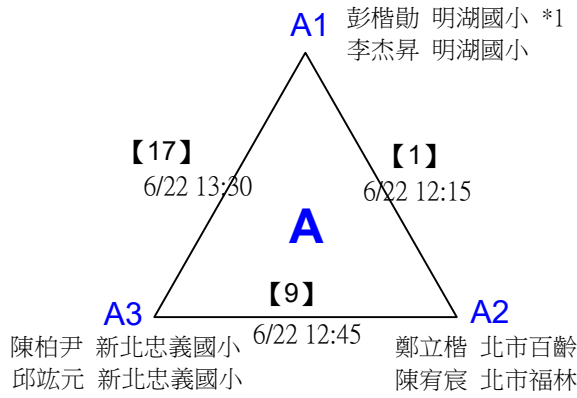 A1 彭楷勛 明湖國小 *1
李杰昇 明湖國小
【17】
6/22 13:30
【1】
6/22 12:15
A
【9】
6/22 12:45
A3
陳柏尹 新北忠義國小
邱竑元 新北忠義國小
A2
鄭立楷 北市百齡
陳宥宸 北市福林